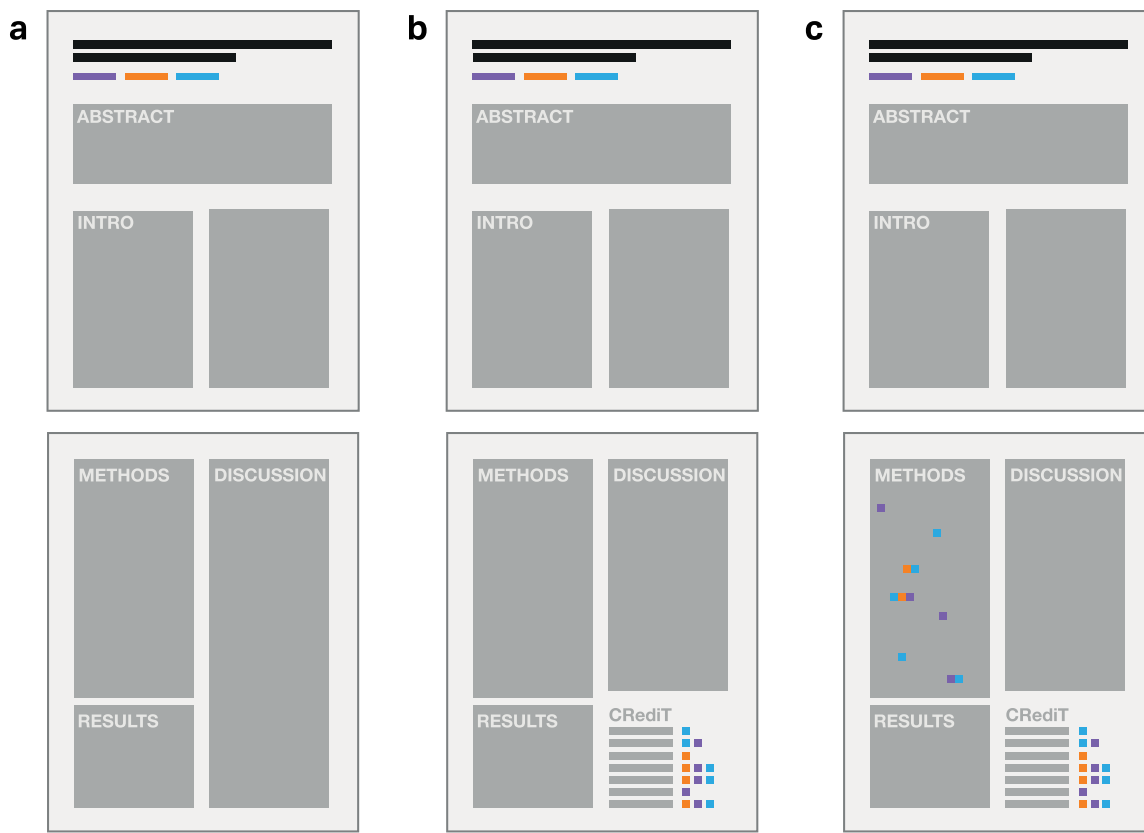 a
ABSTRACT
INTRO
METHODS
DISCUSSION
RESULTS
b
ABSTRACT
INTRO
METHODS
DISCUSSION
RESULTS
CRediT
c
ABSTRACT
INTRO
METHODS
DISCUSSION
RESULTS
CRediT